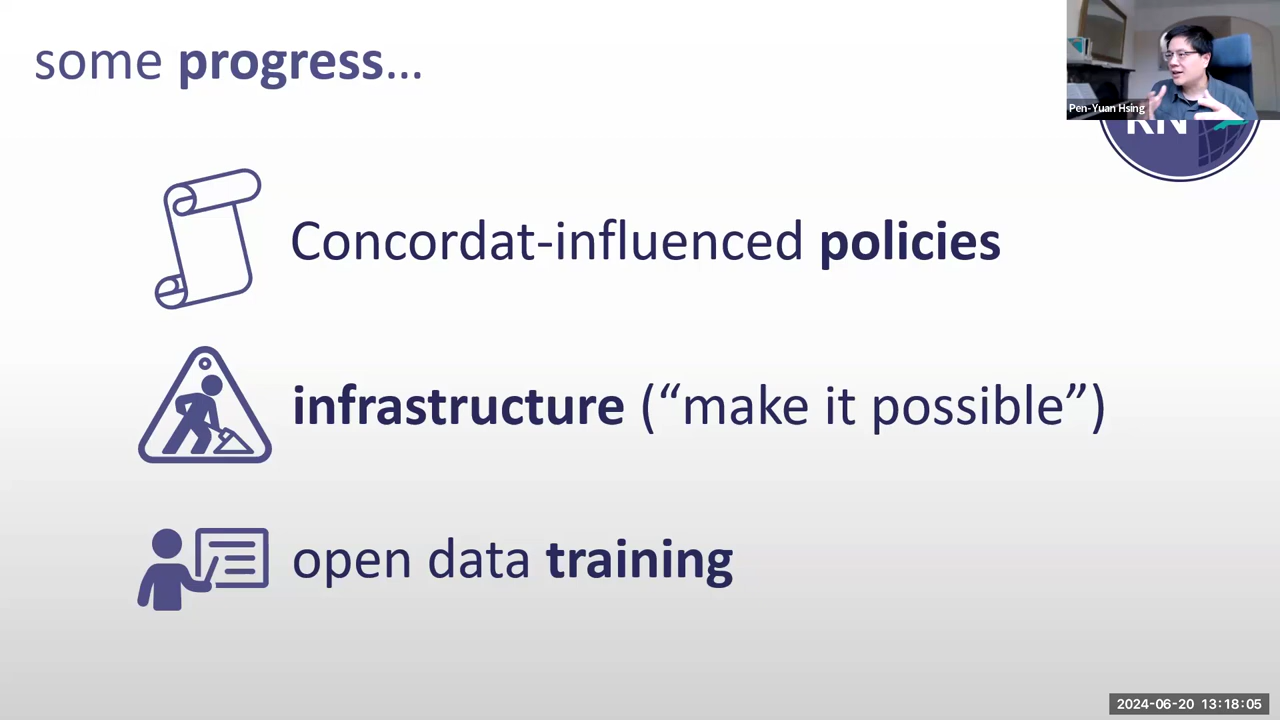 some progress...
Pen-Yuan Hsing
RN
Concordat-influenced policies
infrastructure (“make it possible”)
open data training
2024-06-20 13:18:05